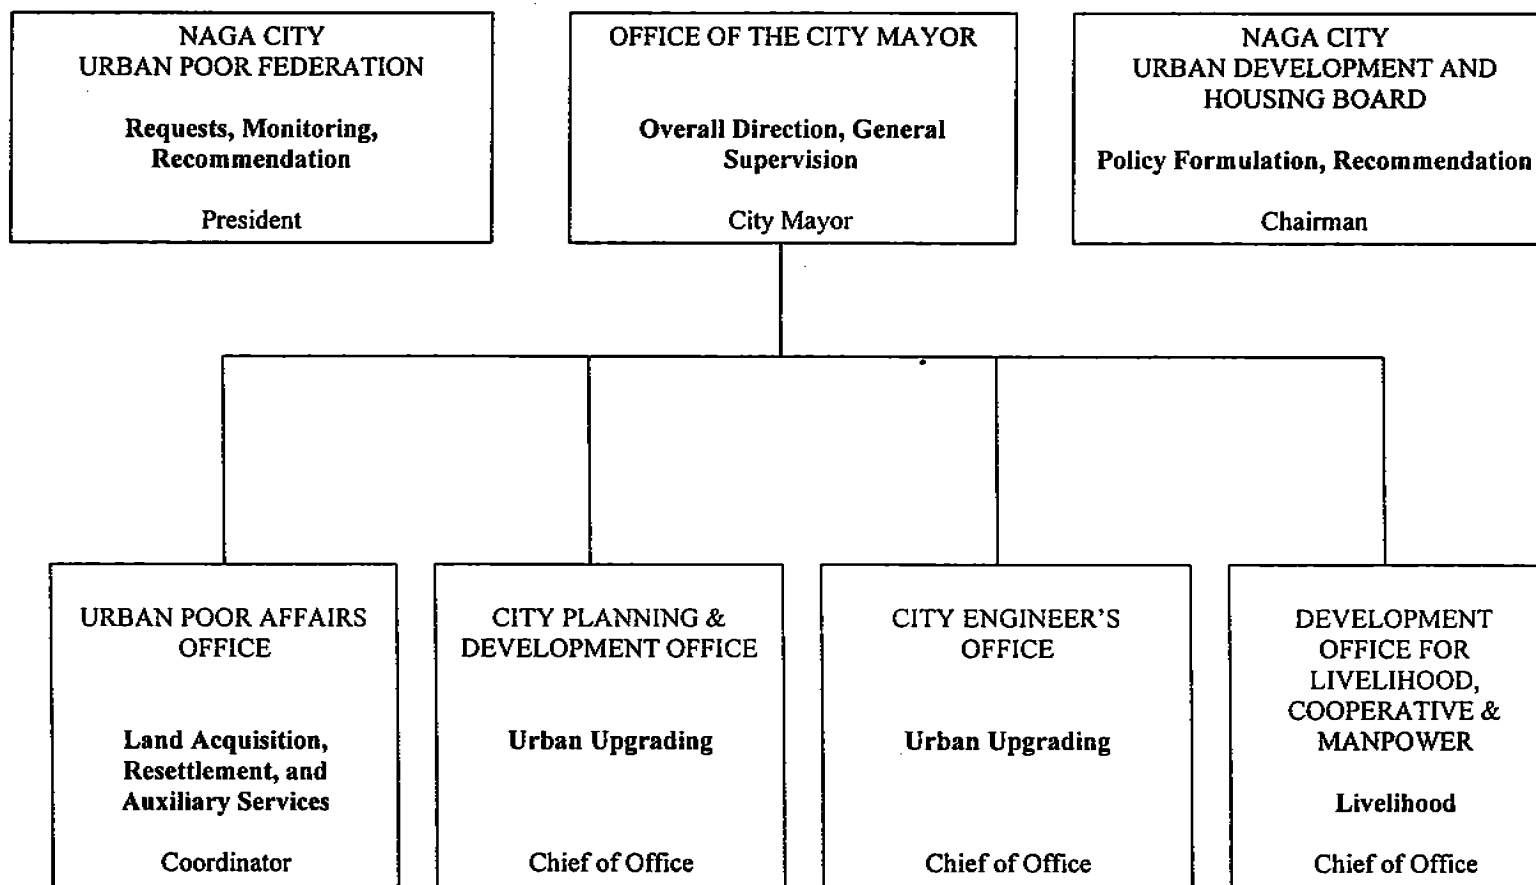 NAGA CITY
URBAN POOR FEDERATION
Requests, Monitoring,
Recommendation
President
OFFICE OF THE CITY MAYOR
Overall Direction, General
Supervision
City Mayor
NAGA CITY
URBAN DEVELOPMENT AND
HOUSING BOARD
Policy Formulation, Recommendation
Chairman
URBAN POOR AFFAIRS
OFFICE
Land Acquisition,
Resettlement, and
Auxiliary Services
Coordinator
CITY PLANNING &
DEVELOPMENT OFFICE
Urban Upgrading
Chief of Office
CITY ENGINEER'S
OFFICE
Urban Upgrading
Chief of Office
DEVELOPMENT
OFFICE FOR
LIVELIHOOD,
COOPERATIVE &
MANPOWER
Livelihood
Chief of Office